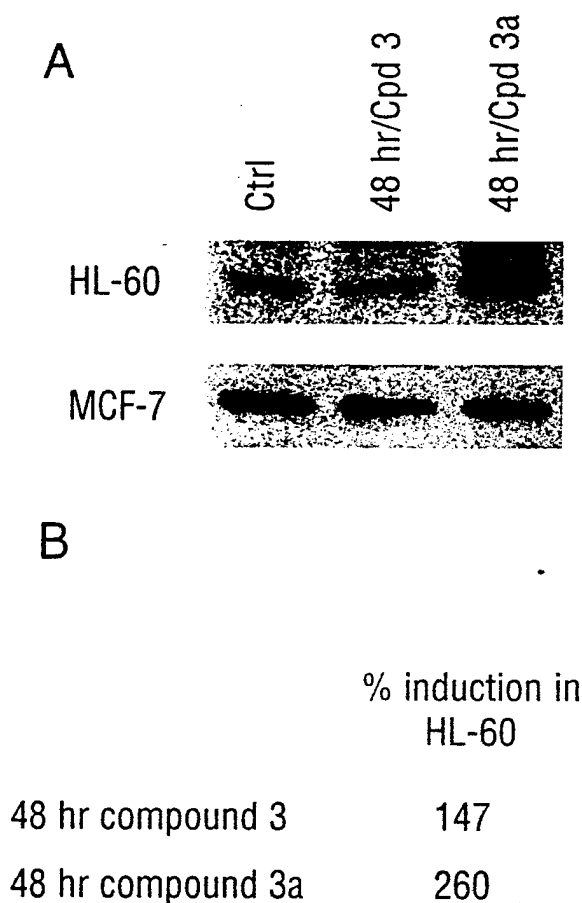 A
Ctrl
48 hr/Cpd 3
48 hr/Cpd 3a
HL-60
MCF-7
B
% induction in
HL-60
48 hr compound 3 147
48 hr compound 3a 260